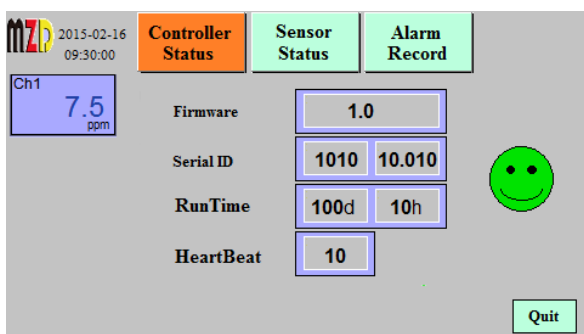 MZD 2015-02-16
09:30:00
Controller
Status
Sensor
Status
Alarm
Record
Ch1
7.5
ppm
Firmware 1.0
Serial ID 1010 10.010
RunTime 100d 10h
HeartBeat 10
Quit